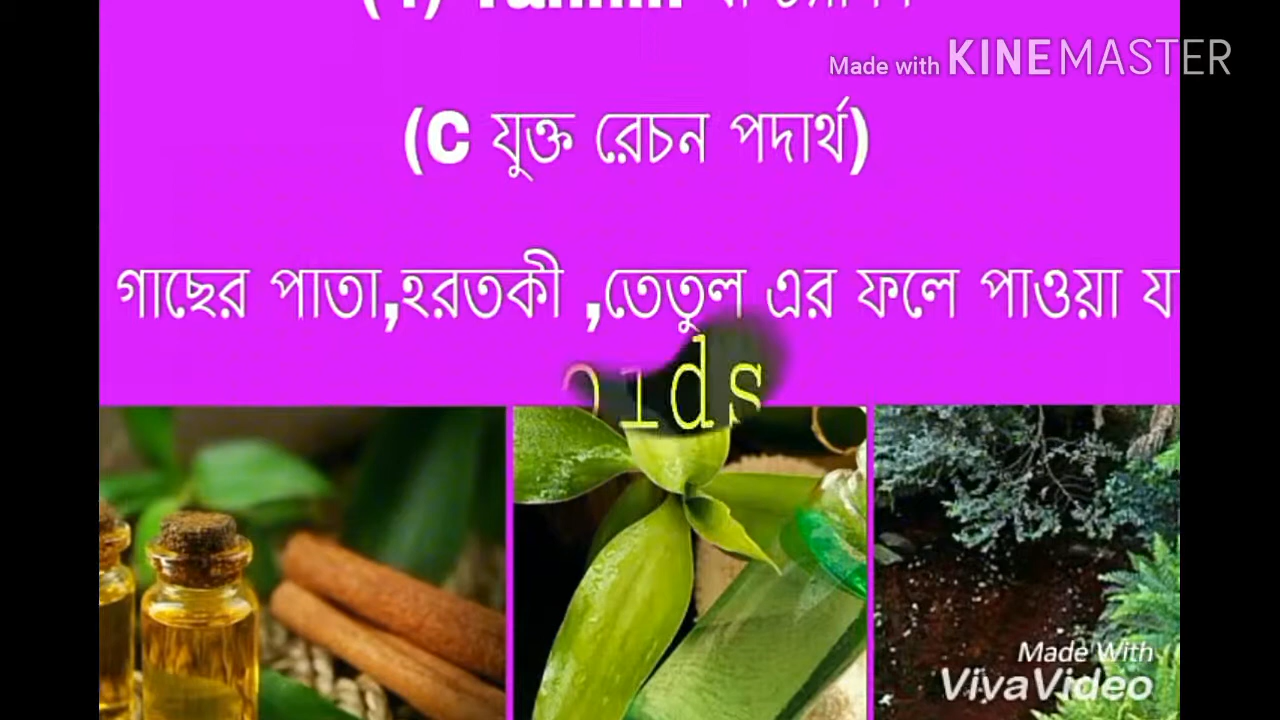 Made with KINEMASTER
(C যুক্ত রেচন পদার্থ)
গাছের পাতা,হরতকী ,তেতুল এর ফলে পাওয়া য
Made With
VivaVideo